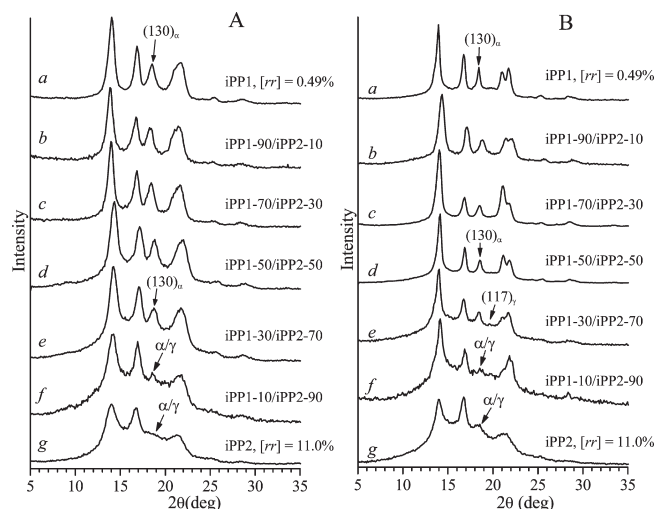 A
(130)α
a
iPP1, [rr] = 0.49%
b
iPP1-90/iPP2-10
c
iPP1-70/iPP2-30
d
iPP1-50/iPP2-50
(130)α
e
iPP1-30/iPP2-70
α/γ
f
iPP1-10/iPP2-90
α/γ
g
iPP2, [rr] = 11.0%
Intensity
5 10 15 20 25 30 35
2θ(deg)
B
(130)α
a
iPP1, [rr] = 0.49%
b
iPP1-90/iPP2-10
c
iPP1-70/iPP2-30
(130)α
d
iPP1-50/iPP2-50
(117)γ
e
iPP1-30/iPP2-70
α/γ
f
iPP1-10/iPP2-90
α/γ
g
iPP2, [rr] = 11.0%
Intensity
5 10 15 20 25 30 35
2θ (deg)